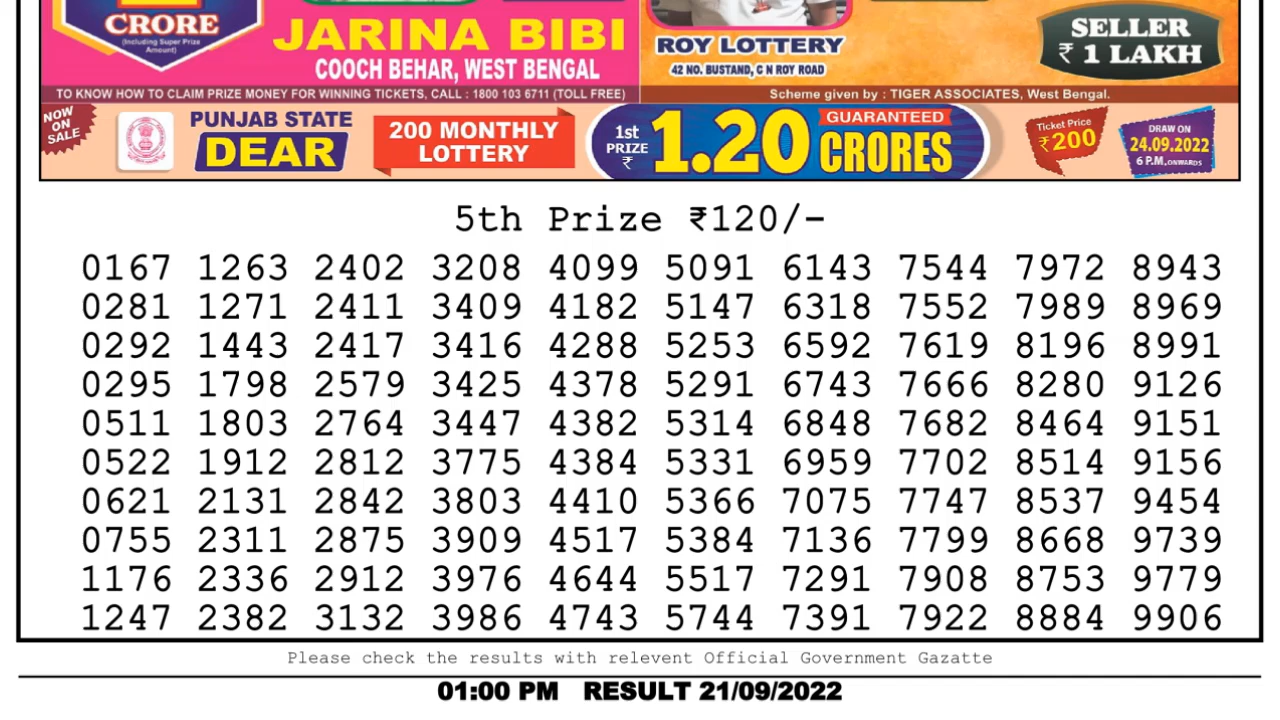 CRORE
(Including Super Prize
Amount)
JARINA BIBI
COOCH BEHAR, WEST BENGAL
ROY LOTTERY
42 NO. BUSTAND, C N ROY ROAD
SELLER
₹ 1 LAKH
TO KNOW HOW TO CLAIM PRIZE MONEY FOR WINNING TICKETS, CALL : 1800 103 6711 (TOLL FREE)
Scheme given by : TIGER ASSOCIATES, West Bengal.
NOW
ON
SALE
PUNJAB STATE
DEAR
200 MONTHLY
LOTTERY
1st
PRIZE
₹
1.20
GUARANTEED
CRORES
Ticket Price
₹200
DRAW ON
24.09.2022
6 P.M. ONWARDS
5th Prize ₹120/-
0167 1263 2402 3208 4099 5091 6143 7544 7972 8943
0281 1271 2411 3409 4182 5147 6318 7552 7989 8969
0292 1443 2417 3416 4288 5253 6592 7619 8196 8991
0295 1798 2579 3425 4378 5291 6743 7666 8280 9126
0511 1803 2764 3447 4382 5314 6848 7682 8464 9151
0522 1912 2812 3775 4384 5331 6959 7702 8514 9156
0621 2131 2842 3803 4410 5366 7075 7747 8537 9454
0755 2311 2875 3909 4517 5384 7136 7799 8668 9739
1176 2336 2912 3976 4644 5517 7291 7908 8753 9779
1247 2382 3132 3986 4743 5744 7391 7922 8884 9906
Please check the results with relevent Official Government Gazatte
01:00 PM RESULT 21/09/2022